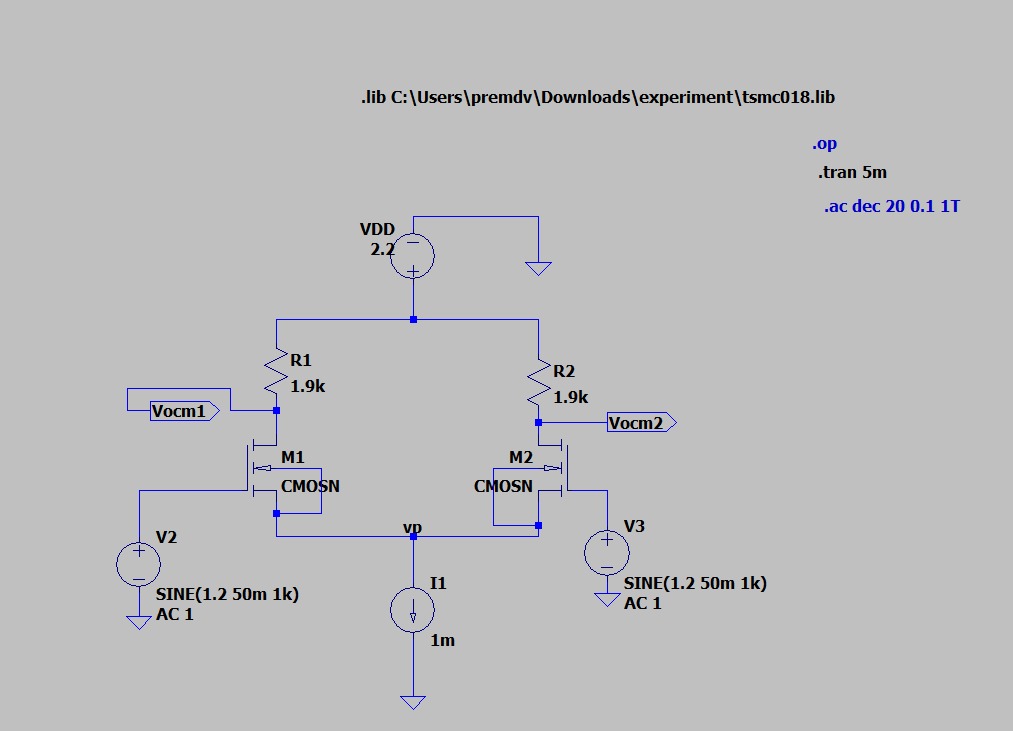 .lib C:\Users\premdv\Downloads\experiment\tsmc018.lib
.op
.tran 5m
.ac dec 20 0.1 1T
VDD
2.2
R1
1.9k
R2
1.9k
Vocm1
Vocm2
M1
CMOSN
M2
CMOSN
vp
V2
SINE(1.2 50m 1k)
AC 1
I1
1m
V3
SINE(1.2 50m 1k)
AC 1